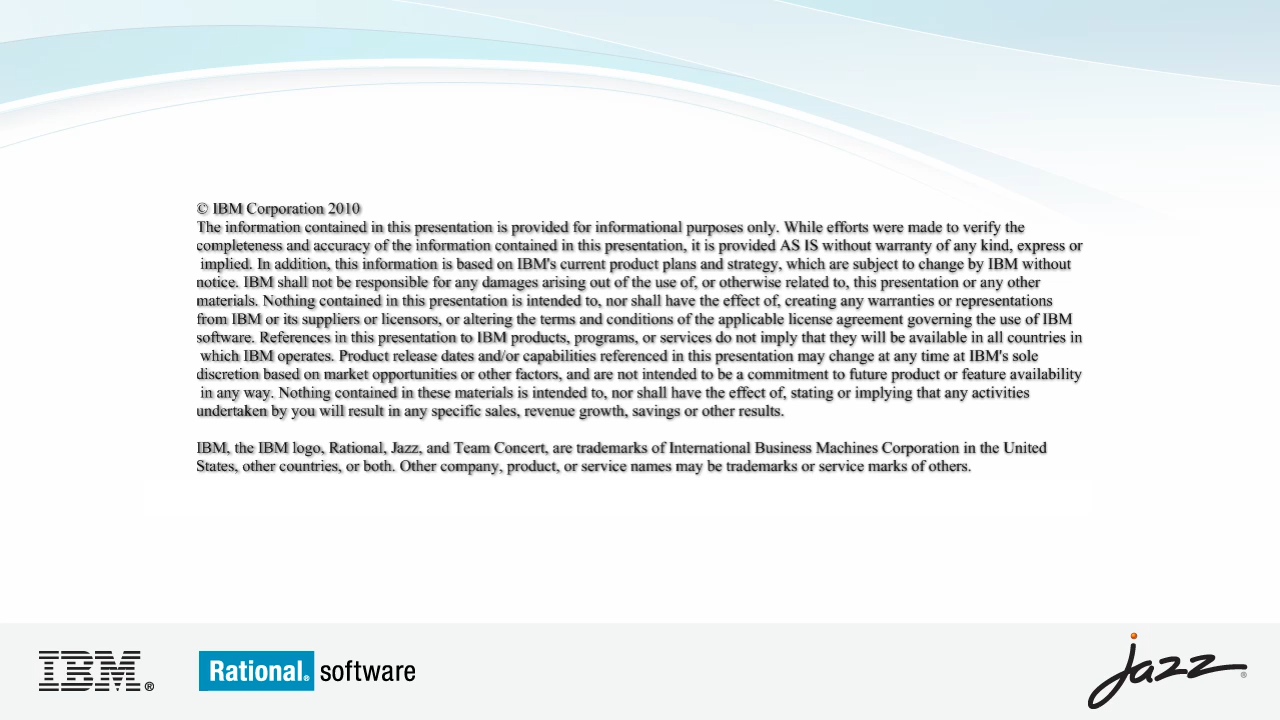 © IBM Corporation 2010
The information contained in this presentation is provided for informational purposes only. While efforts were made to verify the
completeness and accuracy of the information contained in this presentation, it is provided AS IS without warranty of any kind, express or
implied. In addition, this information is based on IBM's current product plans and strategy, which are subject to change by IBM without
notice. IBM shall not be responsible for any damages arising out of the use of, or otherwise related to, this presentation or any other
materials. Nothing contained in this presentation is intended to, nor shall have the effect of, creating any warranties or representations
from IBM or its suppliers or licensors, or altering the terms and conditions of the applicable license agreement governing the use of IBM
software. References in this presentation to IBM products, programs, or services do not imply that they will be available in all countries in
which IBM operates. Product release dates and/or capabilities referenced in this presentation may change at any time at IBM's sole
discretion based on market opportunities or other factors, and are not intended to be a commitment to future product or feature availability
in any way. Nothing contained in these materials is intended to, nor shall have the effect of, stating or implying that any activities
undertaken by you will result in any specific sales, revenue growth, savings or other results.
IBM, the IBM logo, Rational, Jazz, and Team Concert, are trademarks of International Business Machines Corporation in the United
States, other countries, or both. Other company, product, or service names may be trademarks or service marks of others.
IBM® Rational® software jazz®